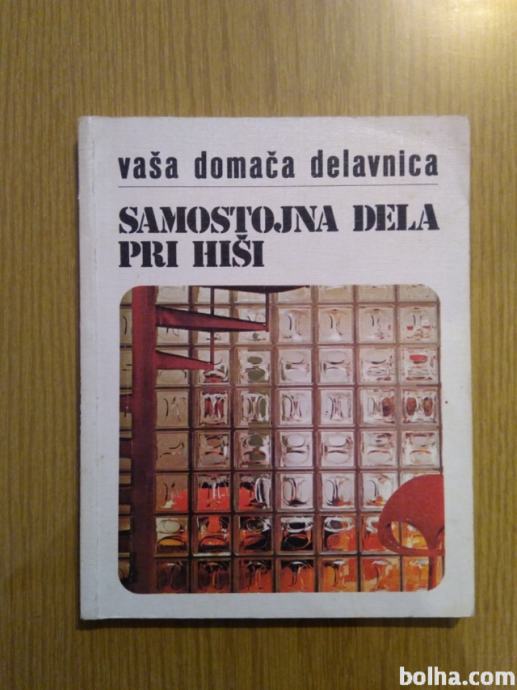 vaša domača delavnica
SAMOSTOJNA DELA
PRI HIŠI
bolha.com